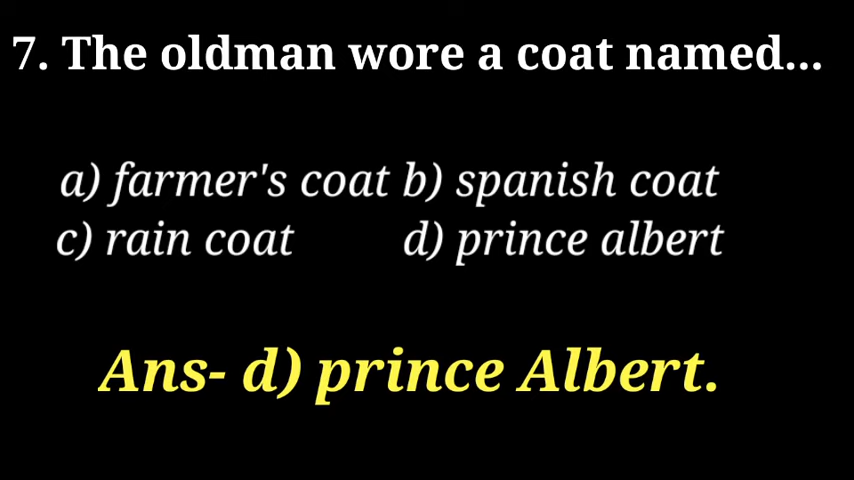 7. The oldman wore a coat named...
a) farmer's coat b) spanish coat
c) rain coat d) prince albert
Ans- d) prince Albert.